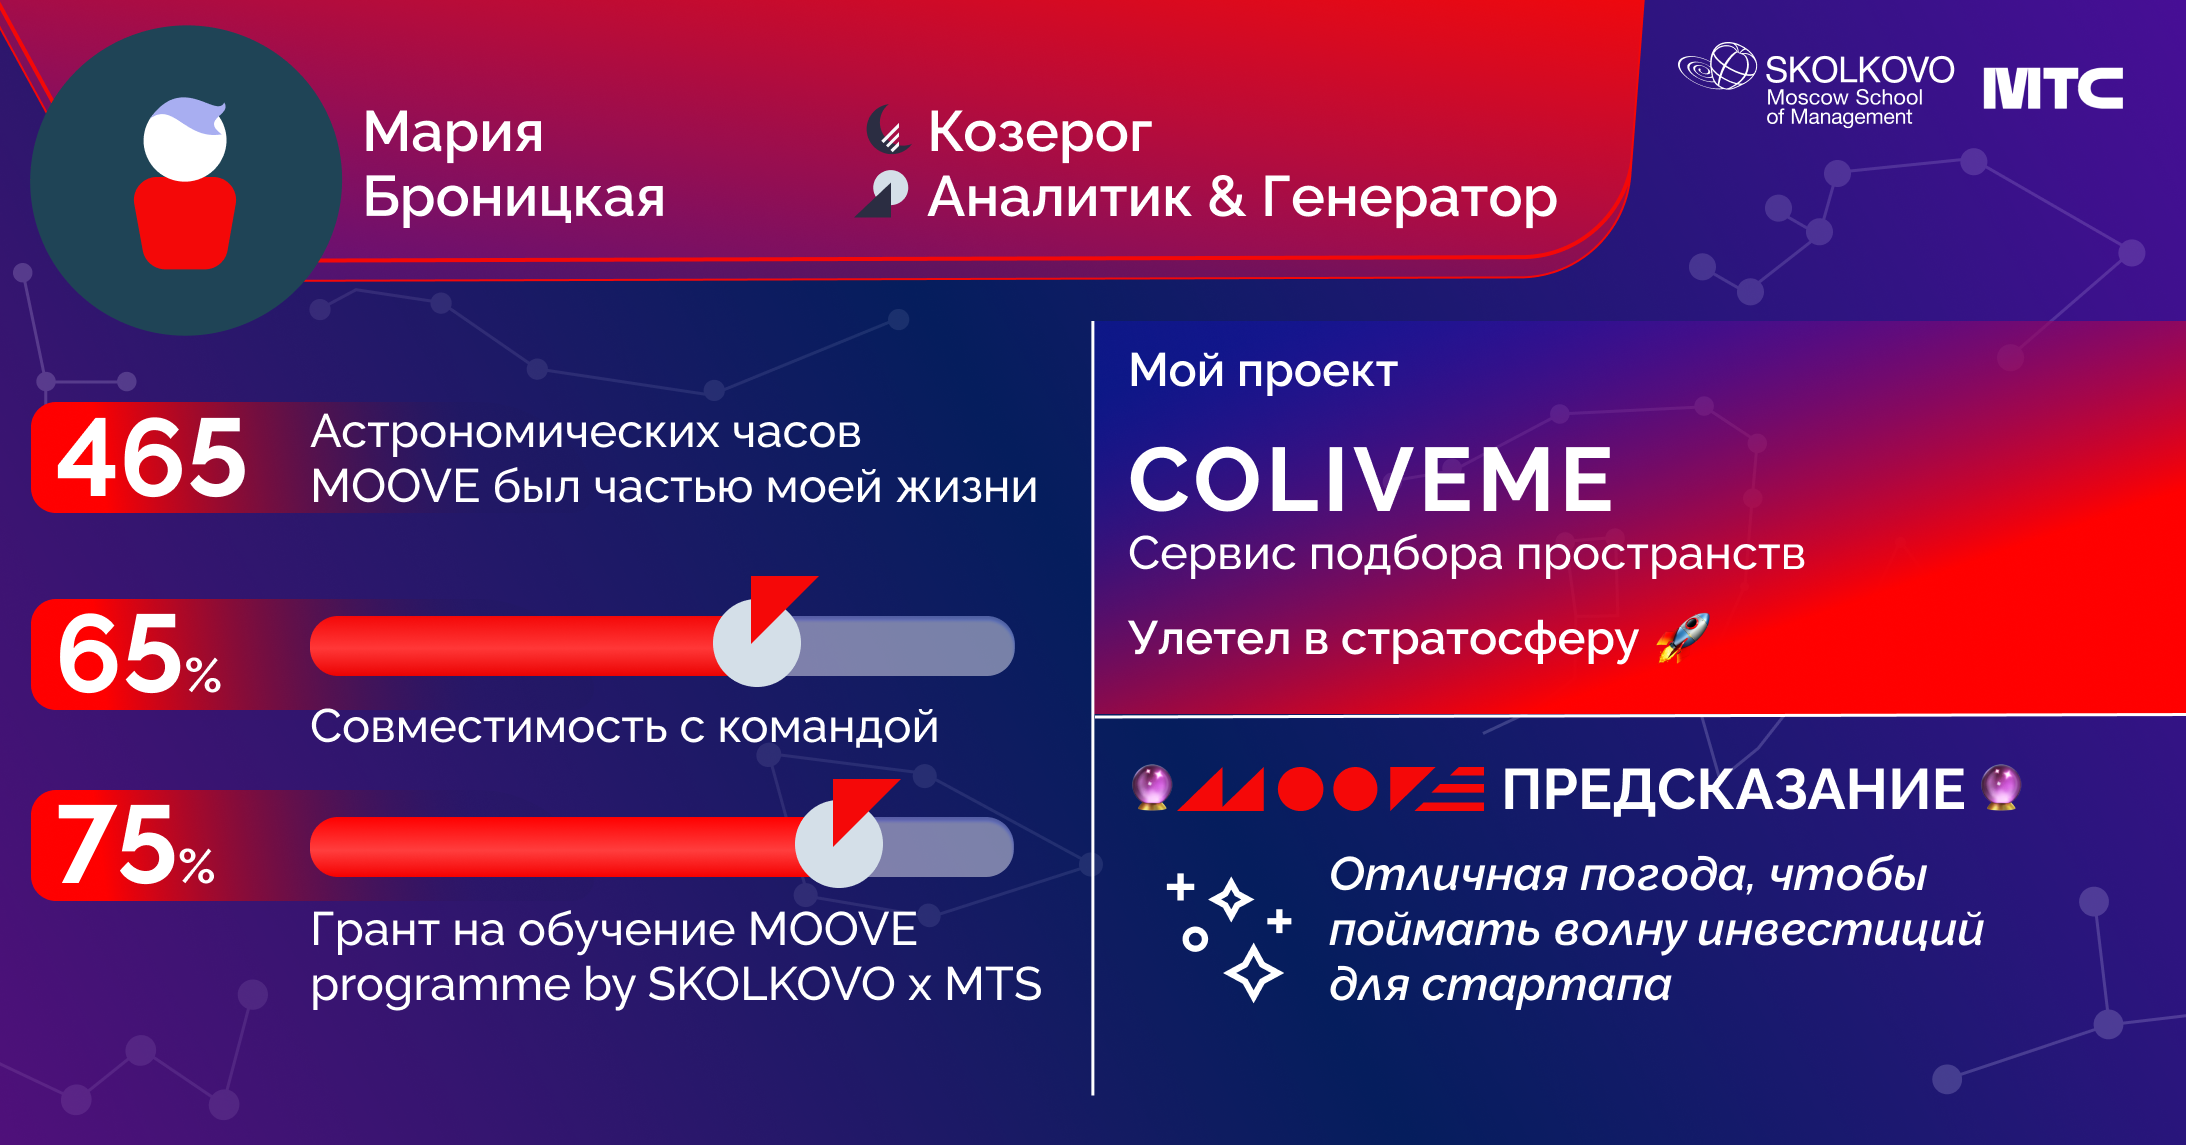 Мария
Броницкая
Козерог
Аналитик & Генератор
SKOLKOVO
Moscow School
of Management
МТС
465
Астрономических часов
MOOVE был частью моей жизни
65%
Совместимость с командой
75%
Грант на обучение MOOVE
programme by SKOLKOVO x MTS
Мой проект
COLIVEME
Сервис подбора пространств
Улетел в стратосферу 🚀
🔮 MOOVE ПРЕДСКАЗАНИЕ 🔮
Отличная погода, чтобы
поймать волну инвестиций
для стартапа